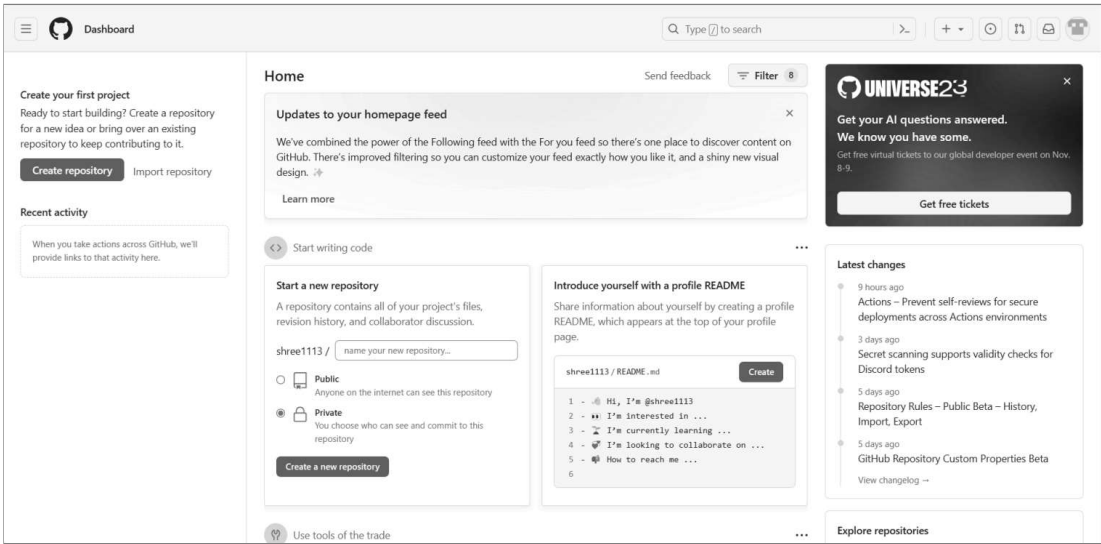 Dashboard
Type / to search
Create your first project
Ready to start building? Create a repository
for a new idea or bring over an existing
repository to keep contributing to it.
Create repository
Import repository
Recent activity
When you take actions across GitHub, we'll
provide links to that activity here.
Home
Send feedback
Filter 8
Updates to your homepage feed
We've combined the power of the Following feed with the For you feed so there's one place to discover content on
GitHub. There's improved filtering so you can customize your feed exactly how you like it, and a shiny new visual
design.
Learn more
Start writing code
Start a new repository
A repository contains all of your project's files,
revision history, and collaborator discussion.
shree1113 / name your new repository...
Public
Anyone on the internet can see this repository
Private
You choose who can see and commit to this
repository
Create a new repository
Introduce yourself with a profile README
Share information about yourself by creating a profile
README, which appears at the top of your profile
page.
shree1113 / README.md
Create
1 - 👋 Hi, I'm @shree1113
2 - 👀 I'm interested in ...
3 - 🌱 I'm currently learning ...
4 - 💞️ I'm looking to collaborate on ...
5 - 📫 How to reach me ...
6
Use tools of the trade
UNIVERSE23
Get your AI questions answered.
We know you have some.
Get free virtual tickets to our global developer event on Nov.
8-9.
Get free tickets
Latest changes
9 hours ago
Actions – Prevent self-reviews for secure
deployments across Actions environments
3 days ago
Secret scanning supports validity checks for
Discord tokens
5 days ago
Repository Rules – Public Beta – History,
Import, Export
5 days ago
GitHub Repository Custom Properties Beta
View changelog →
Explore repositories